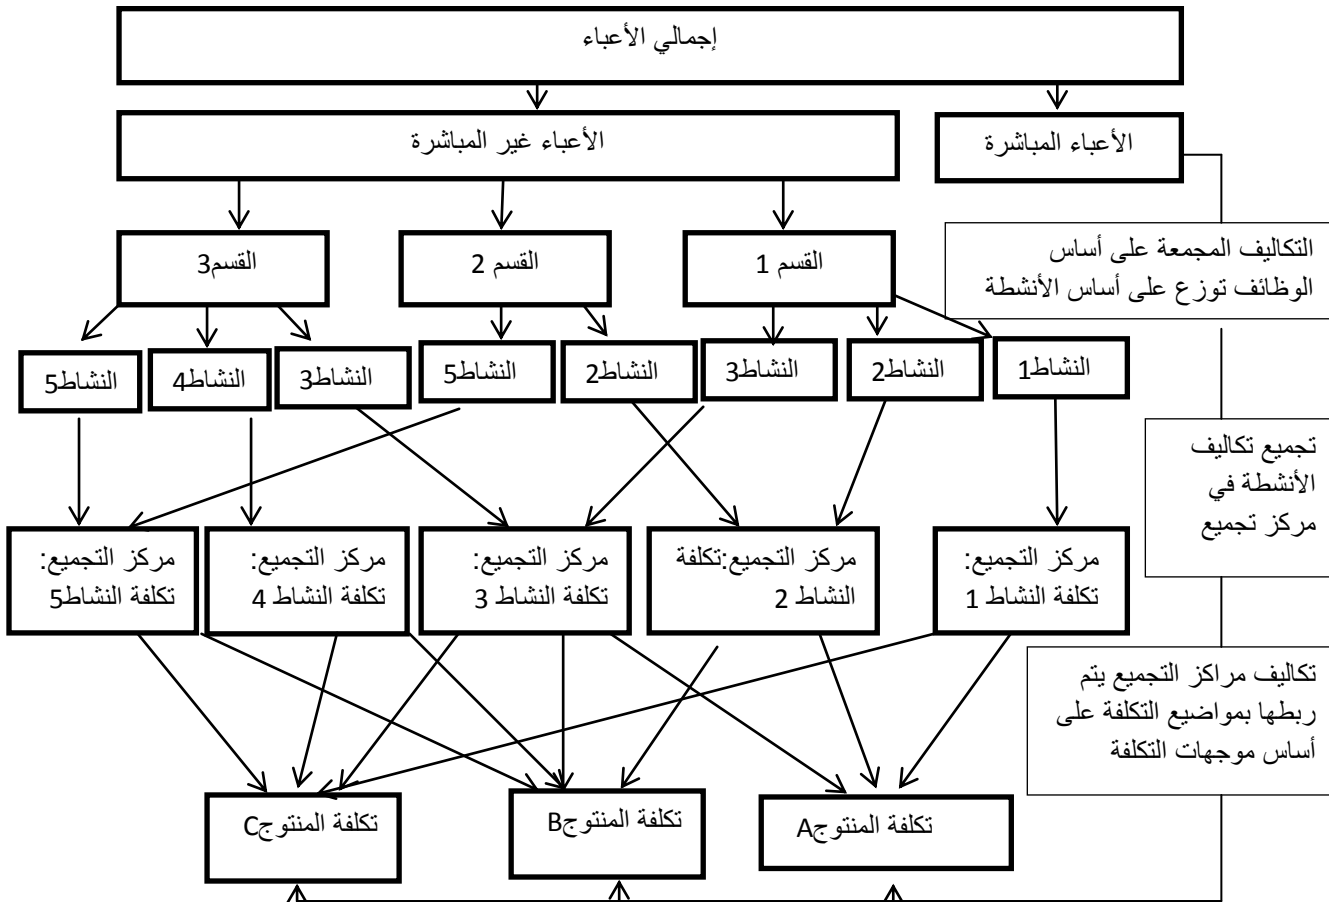 إجمالي الأعباء
الأعباء المباشرة
الأعباء غير المباشرة
التكاليف المجمعة على أساس
الوظائف توزع على أساس الأنشطة
القسم 1
القسم 2
القسم3
النشاط1
النشاط2
النشاط3
النشاط2
النشاط5
النشاط3
النشاط4
النشاط5
تجميع تكاليف
الأنشطة في
مركز تجميع
مركز التجميع:
تكلفة النشاط 1
مركز التجميع:تكلفة
النشاط 2
مركز التجميع:
تكلفة النشاط 3
مركز التجميع:
تكلفة النشاط 4
مركز التجميع:
تكلفة النشاط5
تكاليف مراكز التجميع يتم
ربطها بمواضيع التكلفة على
أساس موجهات التكلفة
تكلفة المنتوجA
تكلفة المنتوجB
تكلفة المنتوجC